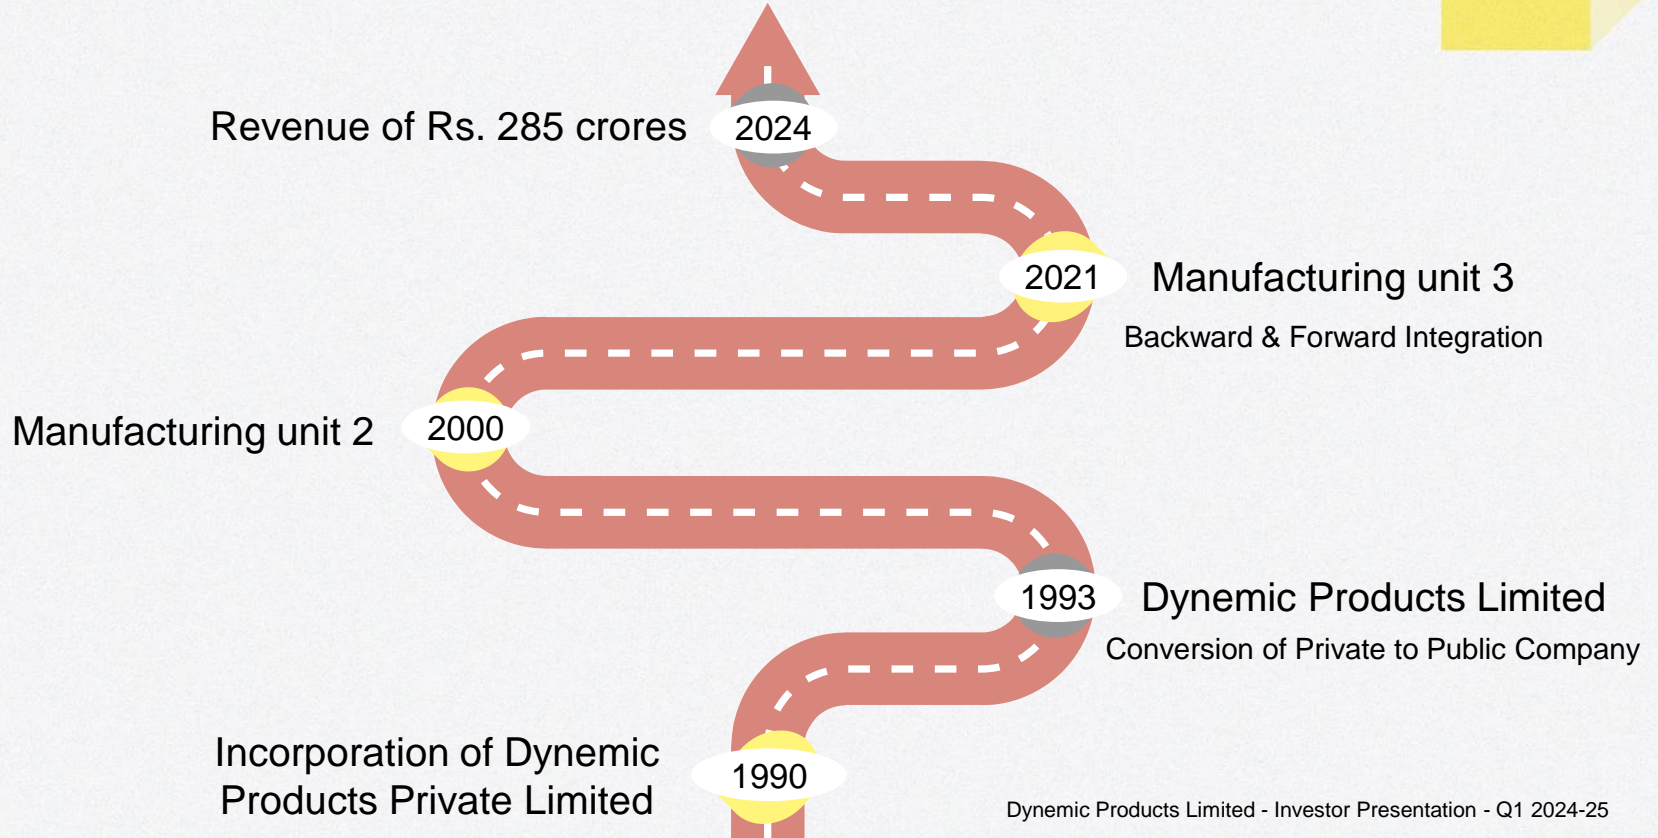 Revenue of Rs. 285 crores
2024
2021
Manufacturing unit 3
Backward & Forward Integration
Manufacturing unit 2
2000
1993
Dynemic Products Limited
Conversion of Private to Public Company
Incorporation of Dynemic
Products Private Limited
1990
Dynemic Products Limited - Investor Presentation - Q1 2024-25